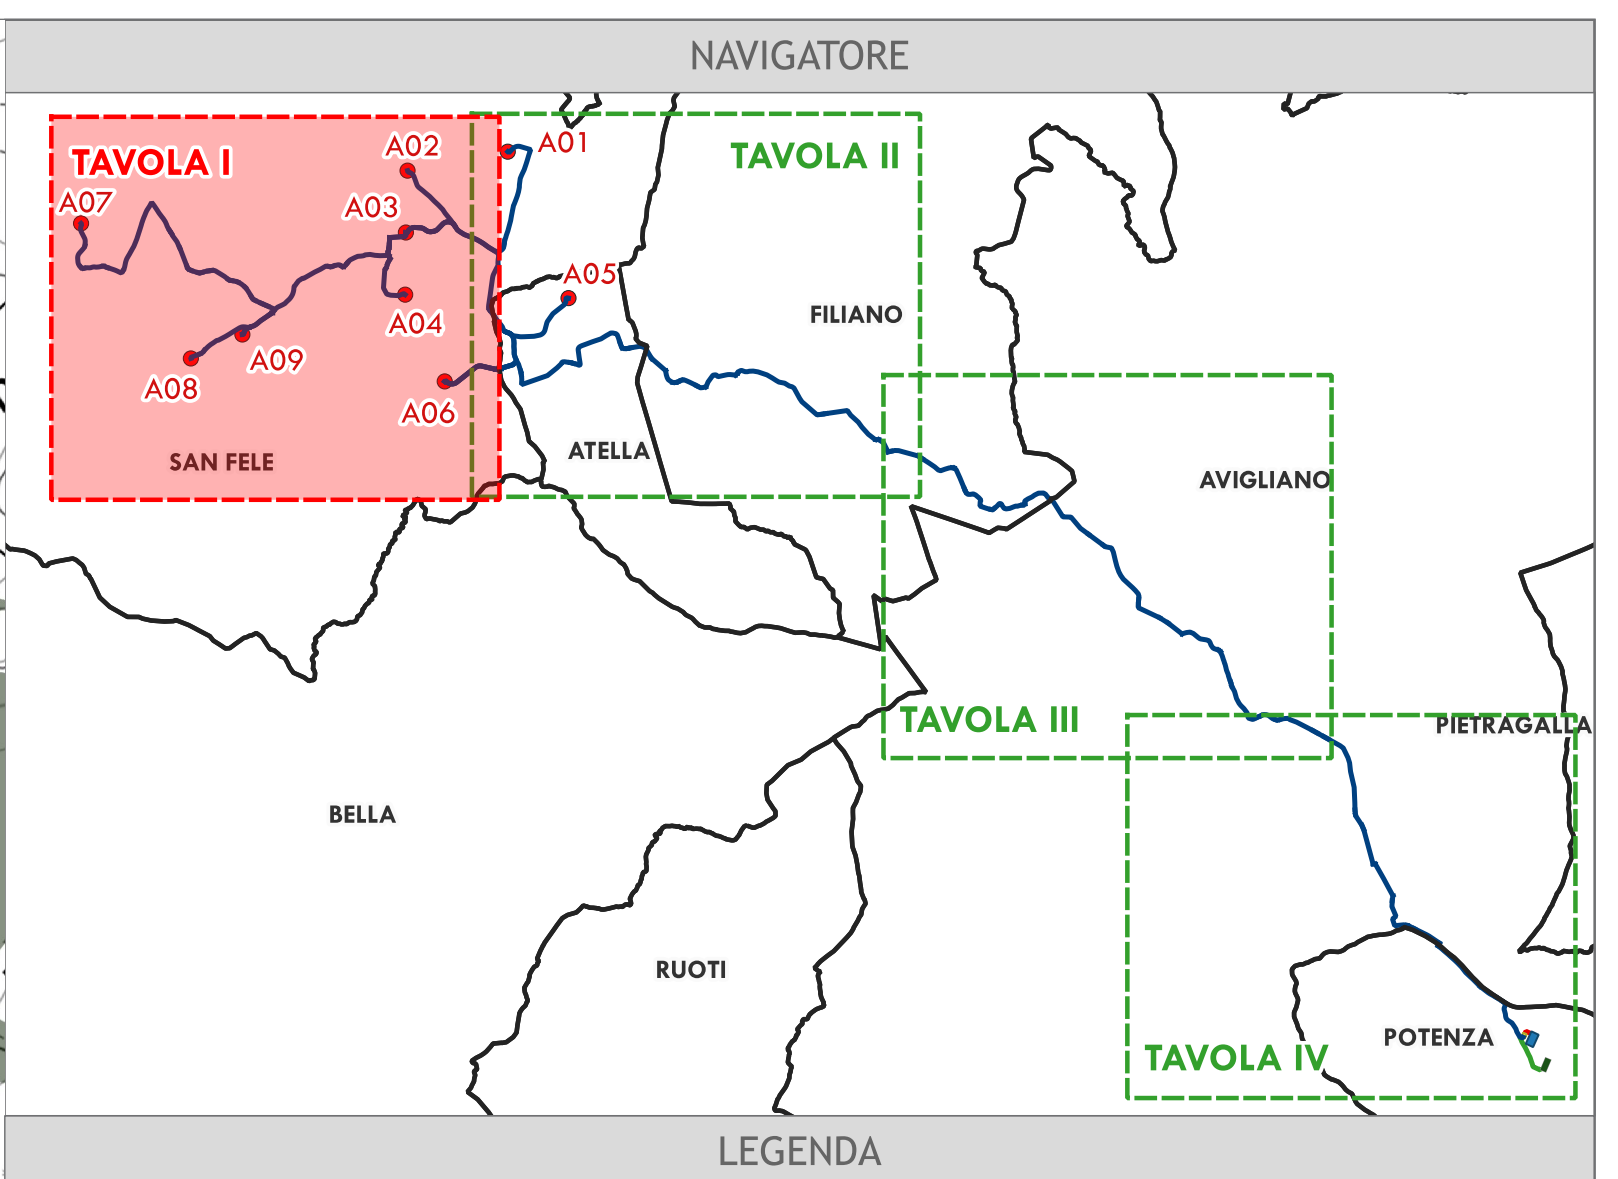 NAVIGATORE
A01
A02
TAVOLA I
TAVOLA II
A07
A03
A05
FILIANO
A04
A09
A08
A06
ATELLA
SAN FELE
AVIGLIANO
TAVOLA III
PIETRAGALLA
BELLA
RUOTI
POTENZA
TAVOLA IV
LEGENDA